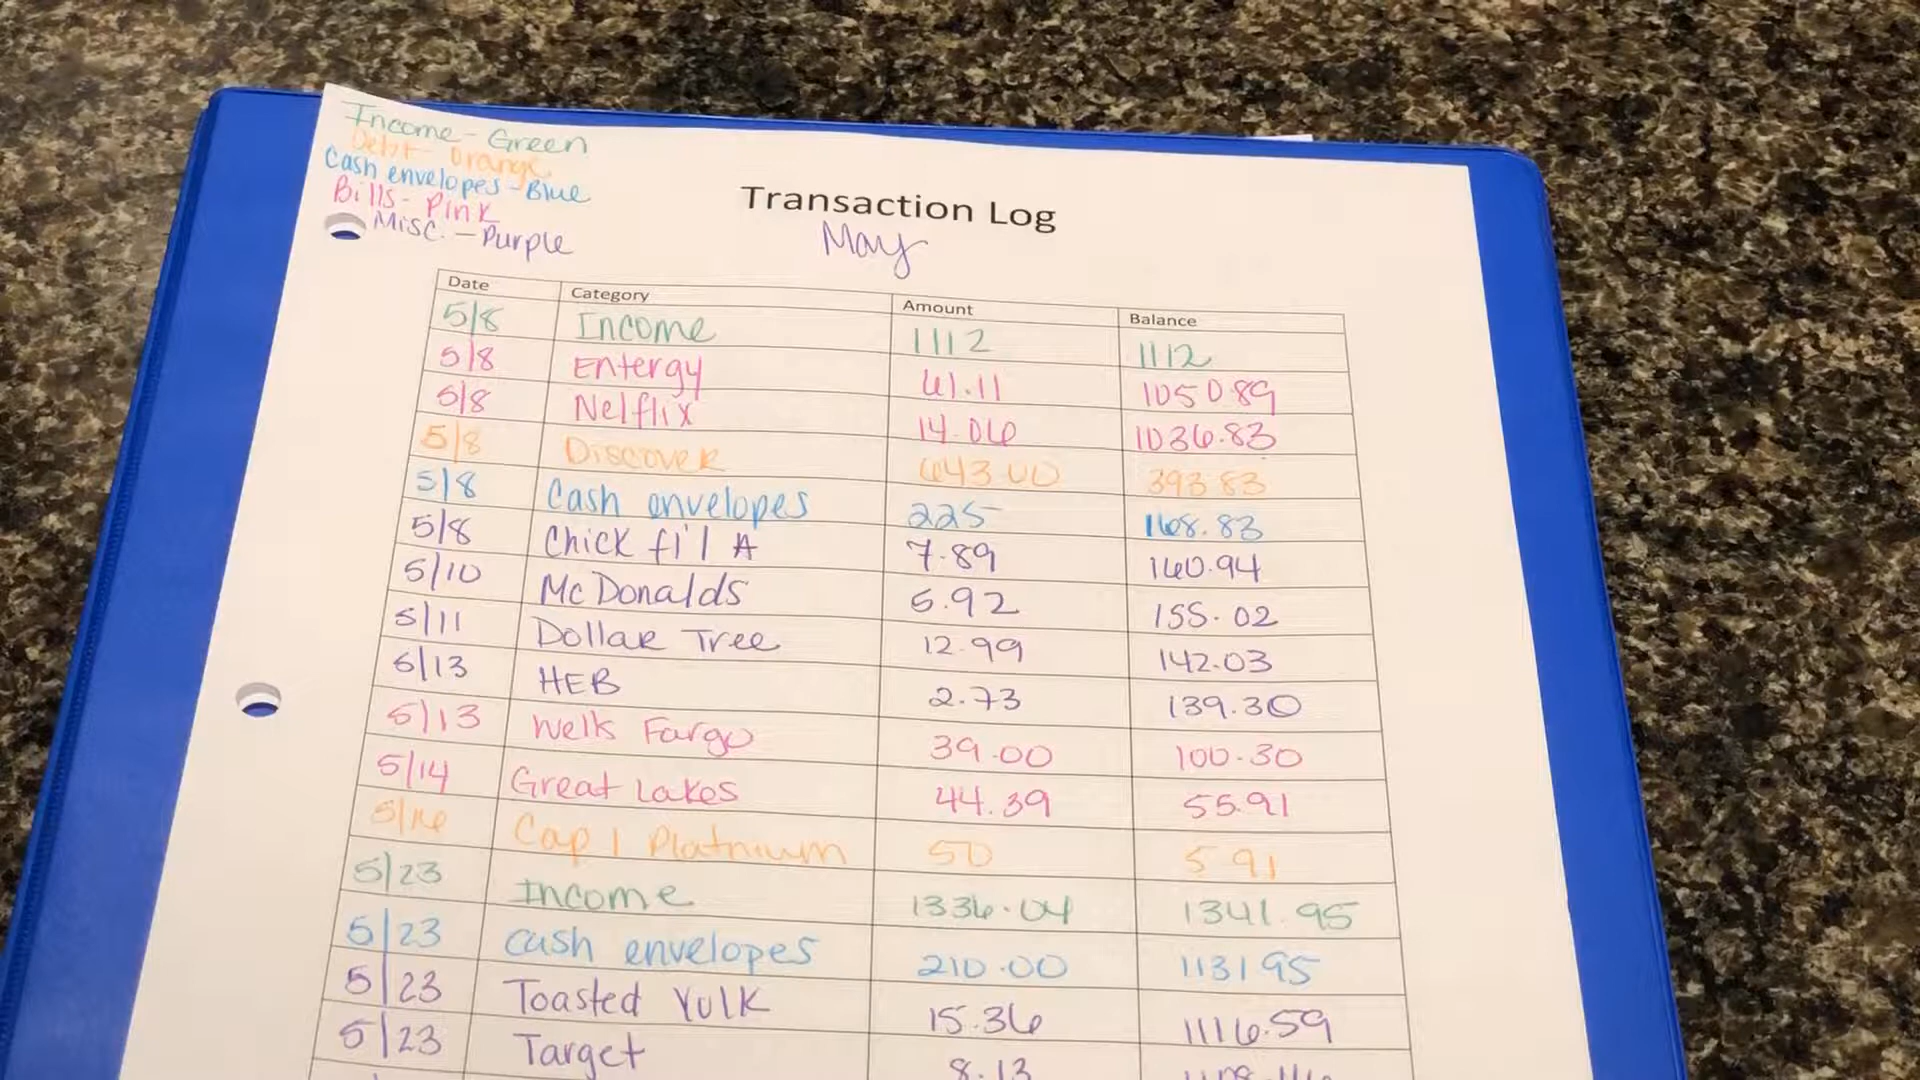 Income - Green
Debt - Orange
Cash envelopes - Blue
Bills - Pink
Misc. - Purple
Transaction Log
May
Date Category Amount Balance
5/8 Income 1112 1112
5/8 Entergy 61.11 1050.89
5/8 Netflix 14.06 1036.83
5/8 Discover 643.00 393.83
5/8 Cash envelopes 225 168.83
5/8 Chick fi'l A 7.89 160.94
5/10 McDonalds 5.92 155.02
5/11 Dollar Tree 12.99 142.03
5/13 HEB 2.73 139.30
5/13 Wells Fargo 39.00 100.30
5/14 Great Lakes 44.39 55.91
5/16 Cap 1 Platnium 50 5.91
5/23 Income 1336.04 1341.95
5/23 cash envelopes 210.00 1131.95
5/23 Toasted Yolk 15.36 1116.59
5/23 Target 8.13